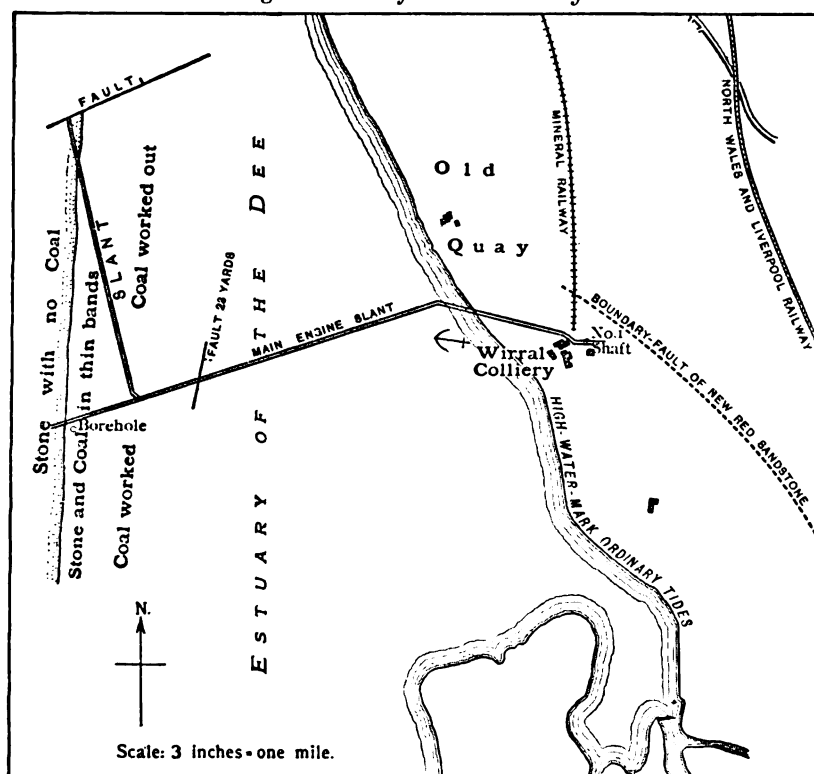 FAULT,
Stone with no Coal
Stone and Coal in thin bands
SLANT
Coal worked out
Coal worked
Borehole
FAULT 23 YARDS
MAIN ENGINE SLANT
ESTUARY OF THE DEE
Old
Quay
MINERAL RAILWAY
NORTH WALES AND LIVERPOOL RAILWAY
BOUNDARY-FAULT OF NEW RED SANDSTONE
No.1
Shaft
Wirral
Colliery
HIGH-WATER MARK ORDINARY TIDES
N.
Scale: 3 inches = one mile.